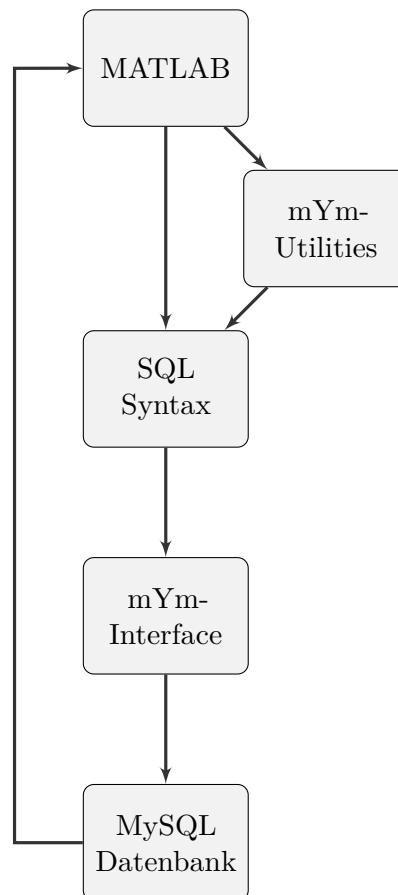 MATLAB
mYm-
Utilities
SQL
Syntax
mYm-
Interface
MySQL
Datenbank